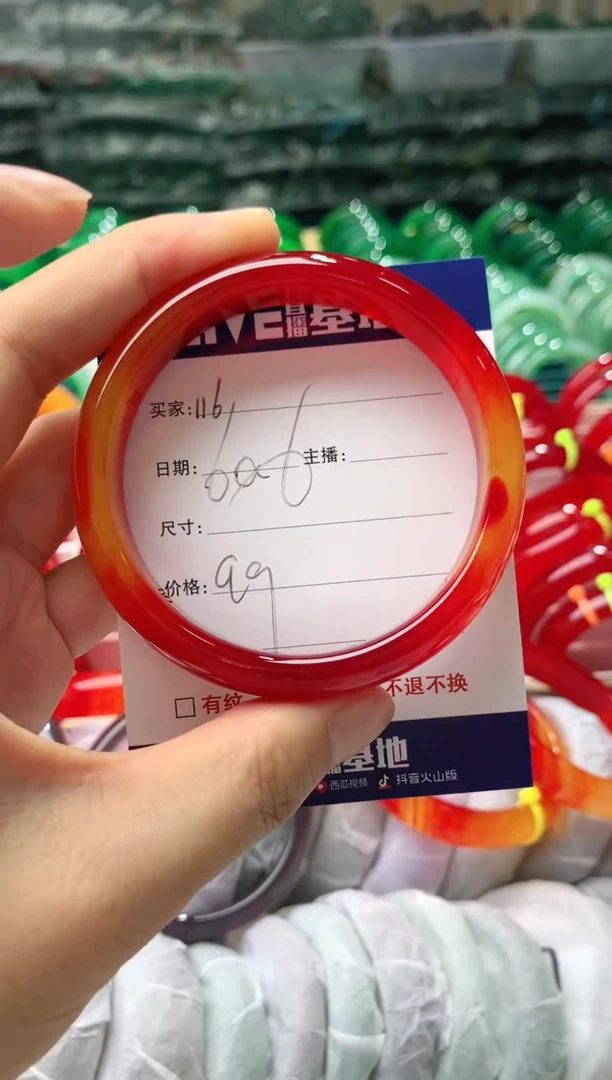 LIVE直播基地
买家:116
日期: 主播:
尺寸:
价格:99
有纹 不退不换
播基地
西瓜视频 抖音火山版